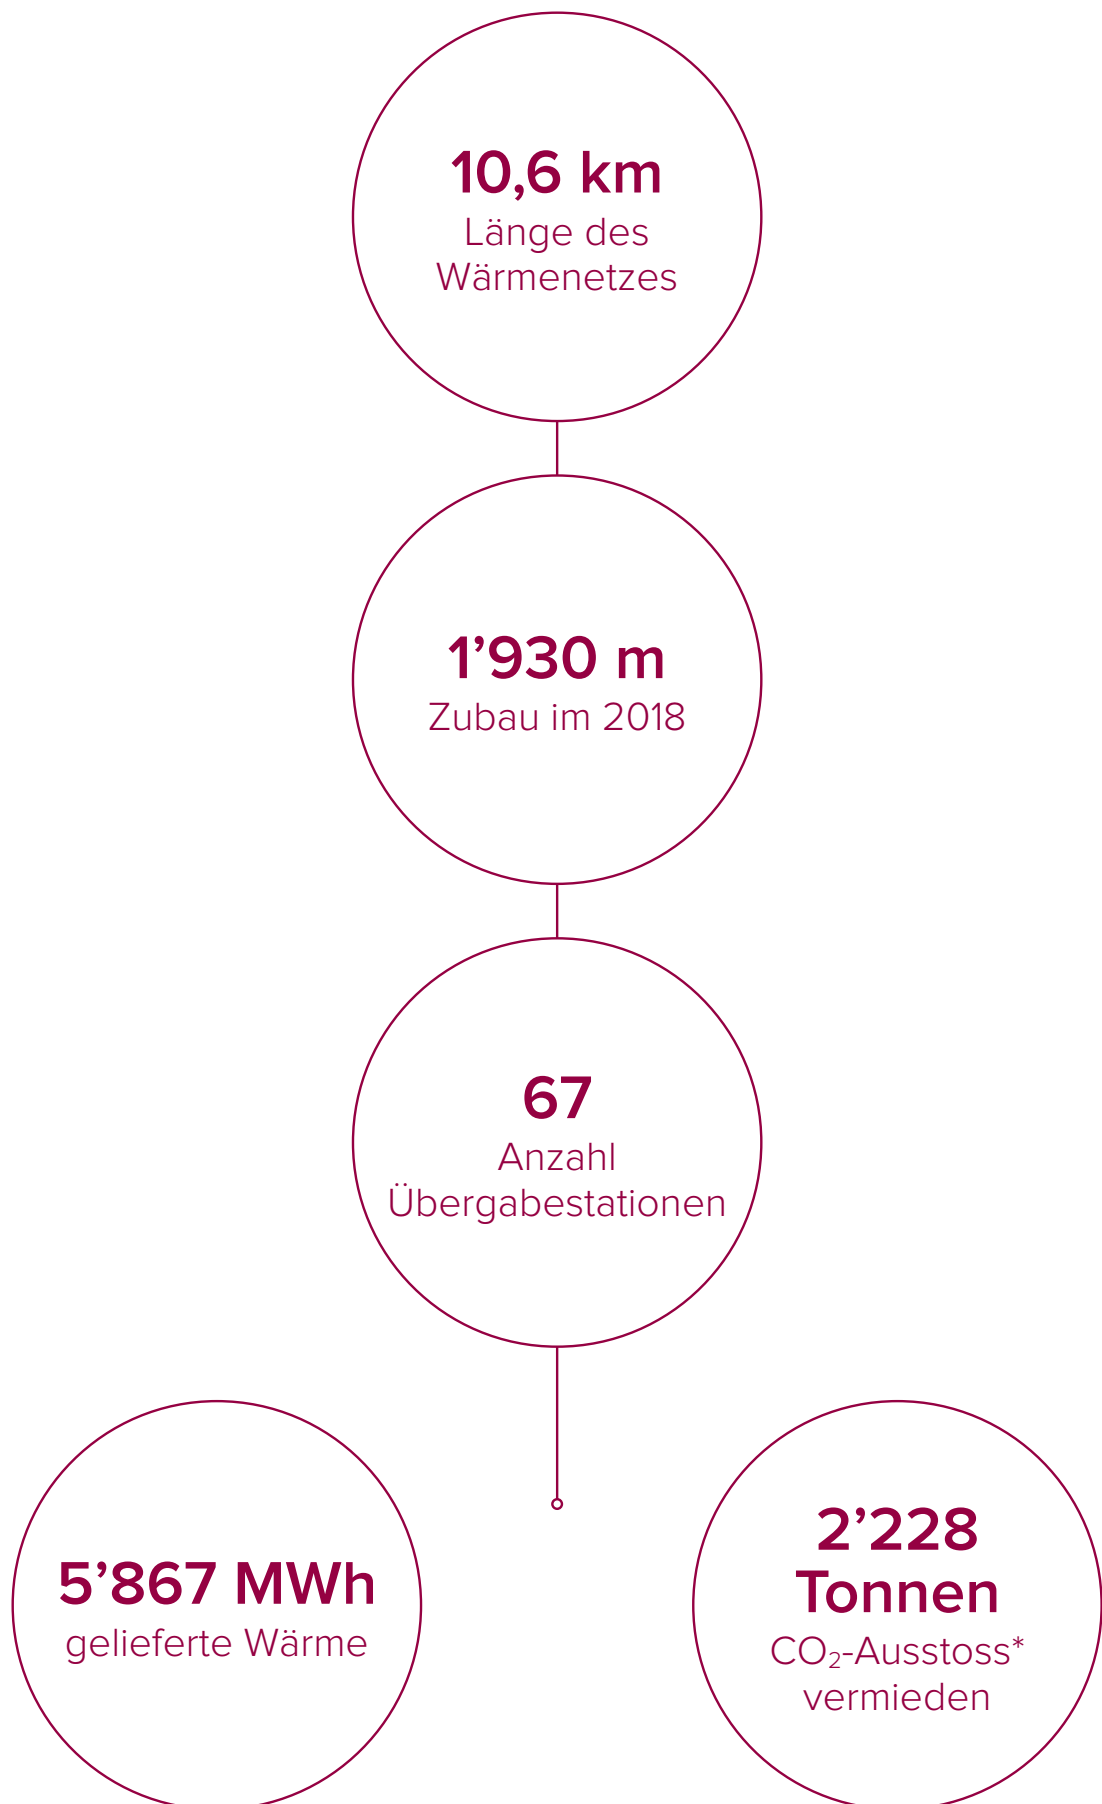 10,6 km
Länge des
Wärmenetzes
1’930 m
Zubau im 2018
67
Anzahl
Übergabestationen
5’867 MWh
gelieferte Wärme
2’228
Tonnen
CO₂-Ausstoss*
vermieden